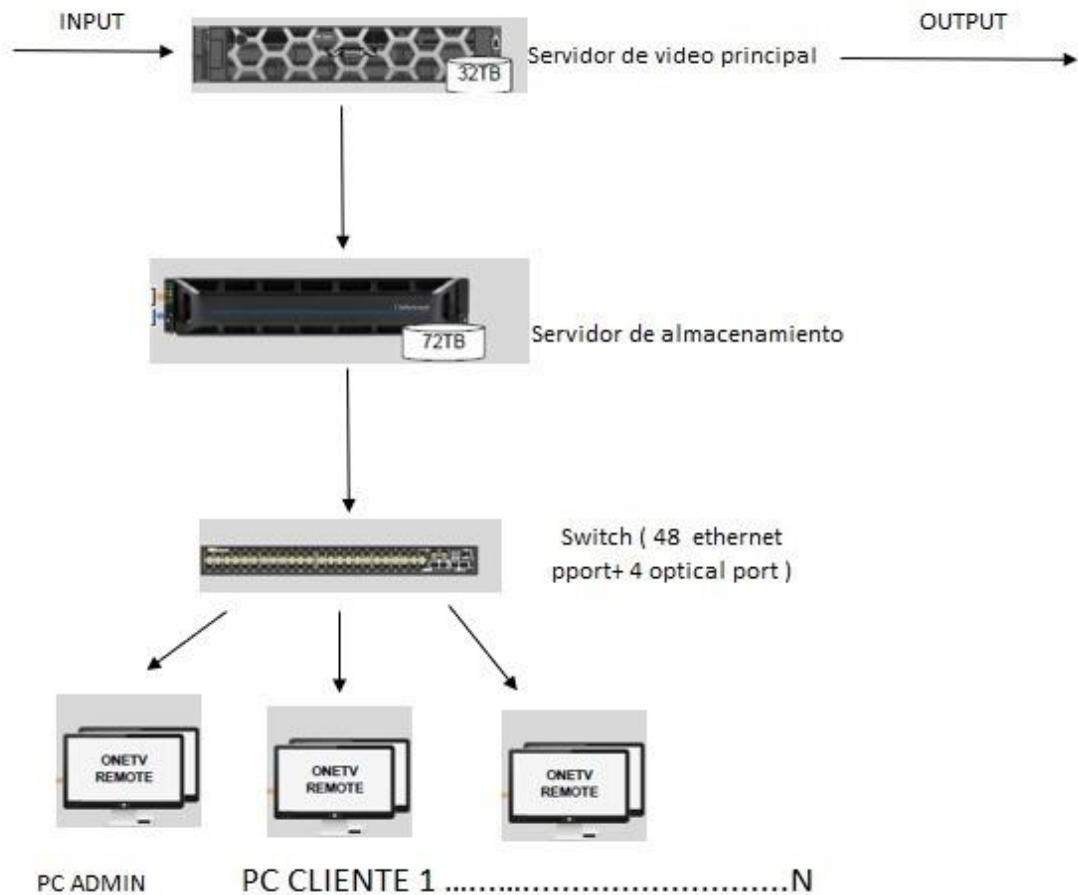 INPUT
OUTPUT
32TB
Servidor de video principal
72TB
Servidor de almacenamiento
Switch ( 48 ethernet
pport+ 4 optical port )
ONETV
REMOTE
ONETV
REMOTE
ONETV
REMOTE
PC ADMIN
PC CLIENTE 1 ......................................N